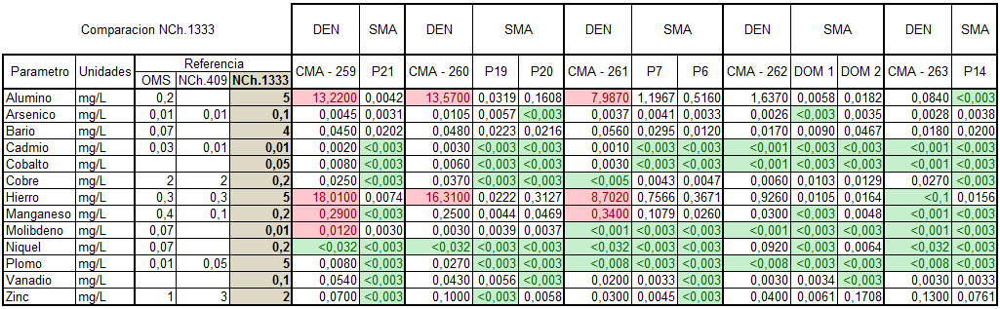 Comparacion NCh.1333 DEN SMA DEN SMA DEN SMA DEN SMA DEN SMA
Parametro Unidades Referencia CMA - 259 P21 CMA - 260 P19 P20 CMA - 261 P7 P6 CMA - 262 DOM 1 DOM 2 CMA - 263 P14
OMS NCh.409 NCh.1333
Alumino mg/L 0,2 5 13,2200 0,0042 13,5700 0,0319 0,1608 7,9870 1,1967 0,5160 1,6370 0,0058 0,0182 0,0840 <0,003
Arsenico mg/L 0,01 0,01 0,1 0,0045 0,0031 0,0105 0,0057 <0,003 0,0037 0,0041 0,0033 0,0026 <0,003 0,0035 0,0028 0,0038
Bario mg/L 0,07 4 0,0450 0,0202 0,0480 0,0223 0,0216 0,0560 0,0295 0,0120 0,0170 0,0090 0,0467 0,0180 0,0200
Cadmio mg/L 0,03 0,01 0,01 0,0020 <0,003 0,0030 <0,003 <0,003 0,0010 <0,003 <0,003 <0,001 <0,003 <0,003 <0,001 <0,003
Cobalto mg/L 0,05 0,0080 <0,003 0,0060 <0,003 <0,003 0,0030 <0,003 <0,003 <0,001 <0,003 <0,003 <0,001 <0,003
Cobre mg/L 2 2 0,2 0,0250 <0,003 0,0370 <0,003 <0,003 <0,005 0,0043 0,0047 0,0060 0,0103 0,0129 0,0270 <0,003
Hierro mg/L 0,3 0,3 5 18,0100 0,0074 16,3100 0,0222 0,3127 8,7020 0,7566 0,3671 0,9260 0,0105 0,0164 <0,1 0,0156
Manganeso mg/L 0,4 0,1 0,2 0,2900 <0,003 0,2500 0,0044 0,0469 0,3400 0,1079 0,0260 0,0300 <0,003 0,0048 <0,001 <0,003
Molibdeno mg/L 0,07 0,01 0,0120 0,0030 0,0030 0,0039 0,0037 <0,001 <0,003 <0,003 <0,001 <0,003 <0,003 <0,001 <0,003
Niquel mg/L 0,07 0,2 <0,032 <0,003 <0,032 <0,003 <0,003 <0,032 <0,003 <0,003 0,0920 <0,003 0,0064 <0,032 <0,003
Plomo mg/L 0,01 0,05 5 0,0080 <0,003 0,0270 <0,003 <0,003 <0,008 <0,003 <0,003 <0,008 <0,003 <0,003 <0,008 <0,003
Vanadio mg/L 0,1 0,0540 <0,003 0,0430 0,0056 <0,003 0,0200 0,0033 <0,003 0,0030 0,0034 <0,003 0,0030 0,0033
Zinc mg/L 1 3 2 0,0700 <0,003 0,1000 <0,003 0,0058 0,0300 0,0045 <0,003 0,0400 0,0061 0,1708 0,1300 0,0761